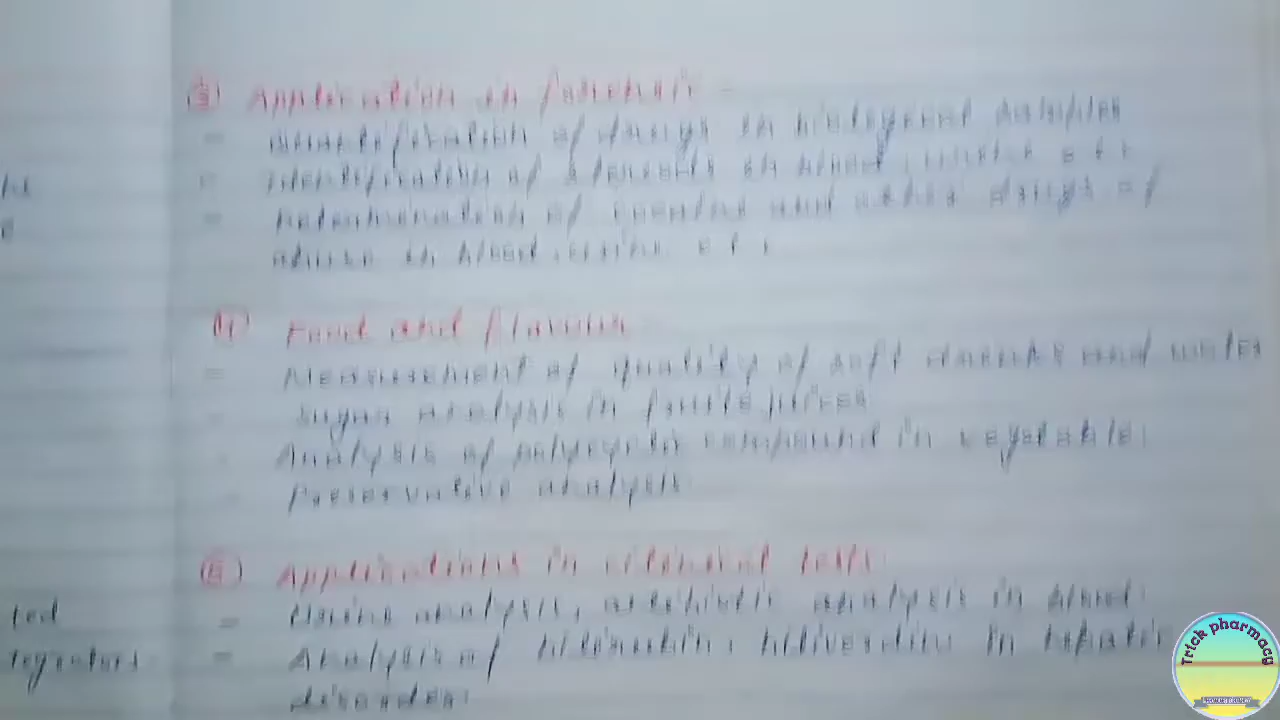 ③ Application in forensic -
= Quantification of drugs in biological samples
= Identification of steroids in blood, urine etc
= Determination of cocaine and other drugs of
abuse in blood, urine etc
④ Food and flavour -
= Measurement of quality of soft drinks and water
- Sugar analysis in fruit juices
- Analysis of polycyclic compound in vegetables
- Preservative analysis
⑤ Applications in clinical tests
ted
= Urine analysis, antibiotic analysis in blood.
= Analysis of bilirubin, biliverdin in hepatic
disorders.
Trick pharmacy